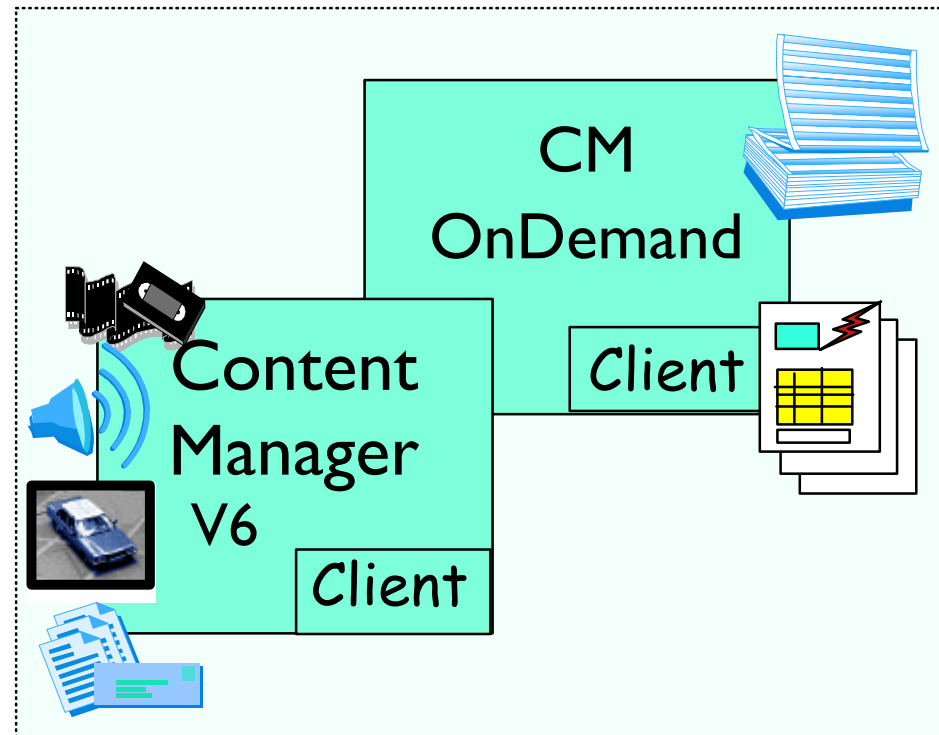 CM
OnDemand
Client
Content
Manager
V6
Client